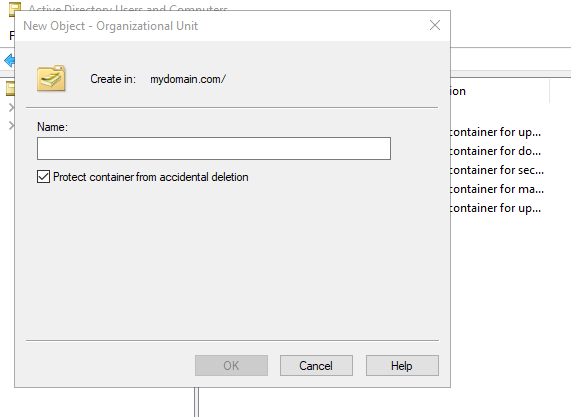 Active Directory Users and Computers
New Object - Organizational Unit
F
Create in: mydomain.com/
ion
Name:
container for up...
container for do...
Protect container from accidental deletion
container for sec...
container for ma...
container for up...
OK Cancel Help